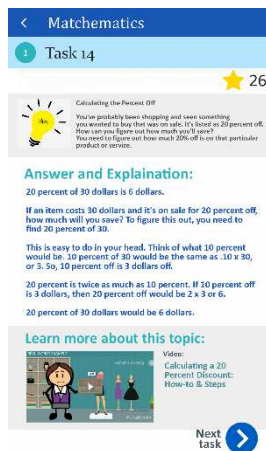 Matchematics
1 Task 14
26
Calculating the Percent Off
You've probably been shopping and seen something
you wanted to buy that was on sale. It's listed as 20 percent off.
How can you figure out how much you'll save?
You need to figure out how much 20% off is on that particular
product or service.
Answer and Explaination:
20 percent of 30 dollars is 6 dollars.
If an item costs 30 dollars and it's on sale for 20 percent off,
how much will you save? To figure this out, you need to
find 20 percent of 30.
This is easy to do in your head. Think of what 10 percent
would be. 10 percent of 30 would be the same as .10 x 30,
or 3. So, 10 percent off is 3 dollars off.
20 percent is twice as much as 10 percent. If 10 percent off
is 3 dollars, then 20 percent off would be 2 x 3 or 6.
20 percent of 30 dollars would be 6 dollars.
Learn more about this topic:
Video:
Calculating a 20
Percent Discount:
How-to & Steps
Next
task